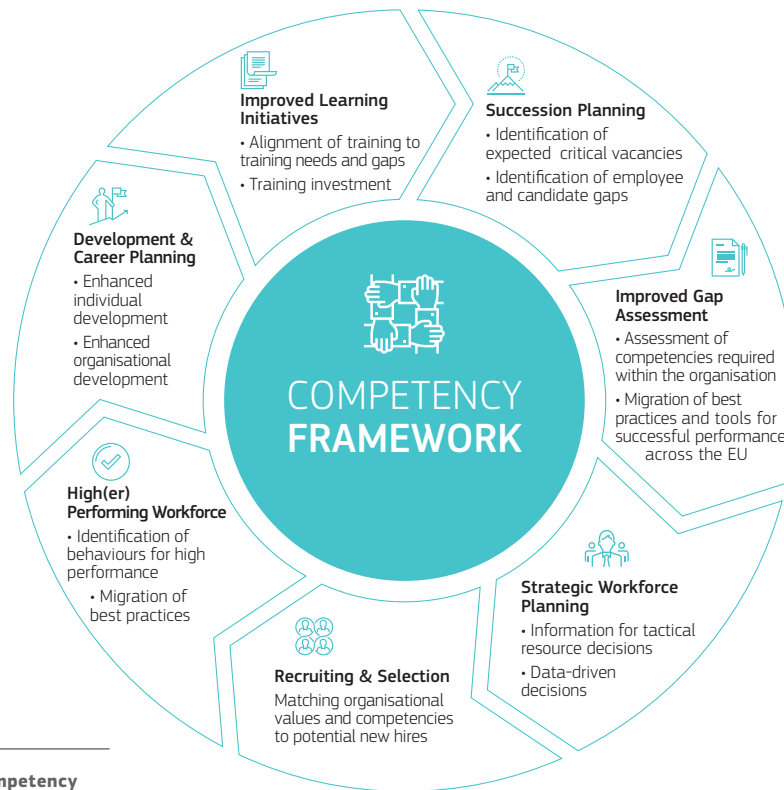 Improved Learning
Initiatives
• Alignment of training to
training needs and gaps
• Training investment
Succession Planning
• Identification of
expected critical vacancies
• Identification of employee
and candidate gaps
Improved Gap
Assessment
• Assessment of
competencies required
within the organisation
• Migration of best
practices and tools for
successful performance
across the EU
Strategic Workforce
Planning
• Information for tactical
resource decisions
• Data-driven
decisions
Recruiting & Selection
Matching organisational
values and competencies
to potential new hires
High(er)
Performing Workforce
• Identification of
behaviours for high
performance
• Migration of
best practices
Development &
Career Planning
• Enhanced
individual
development
• Enhanced
organisational
development
COMPETENCY
FRAMEWORK
mpetency